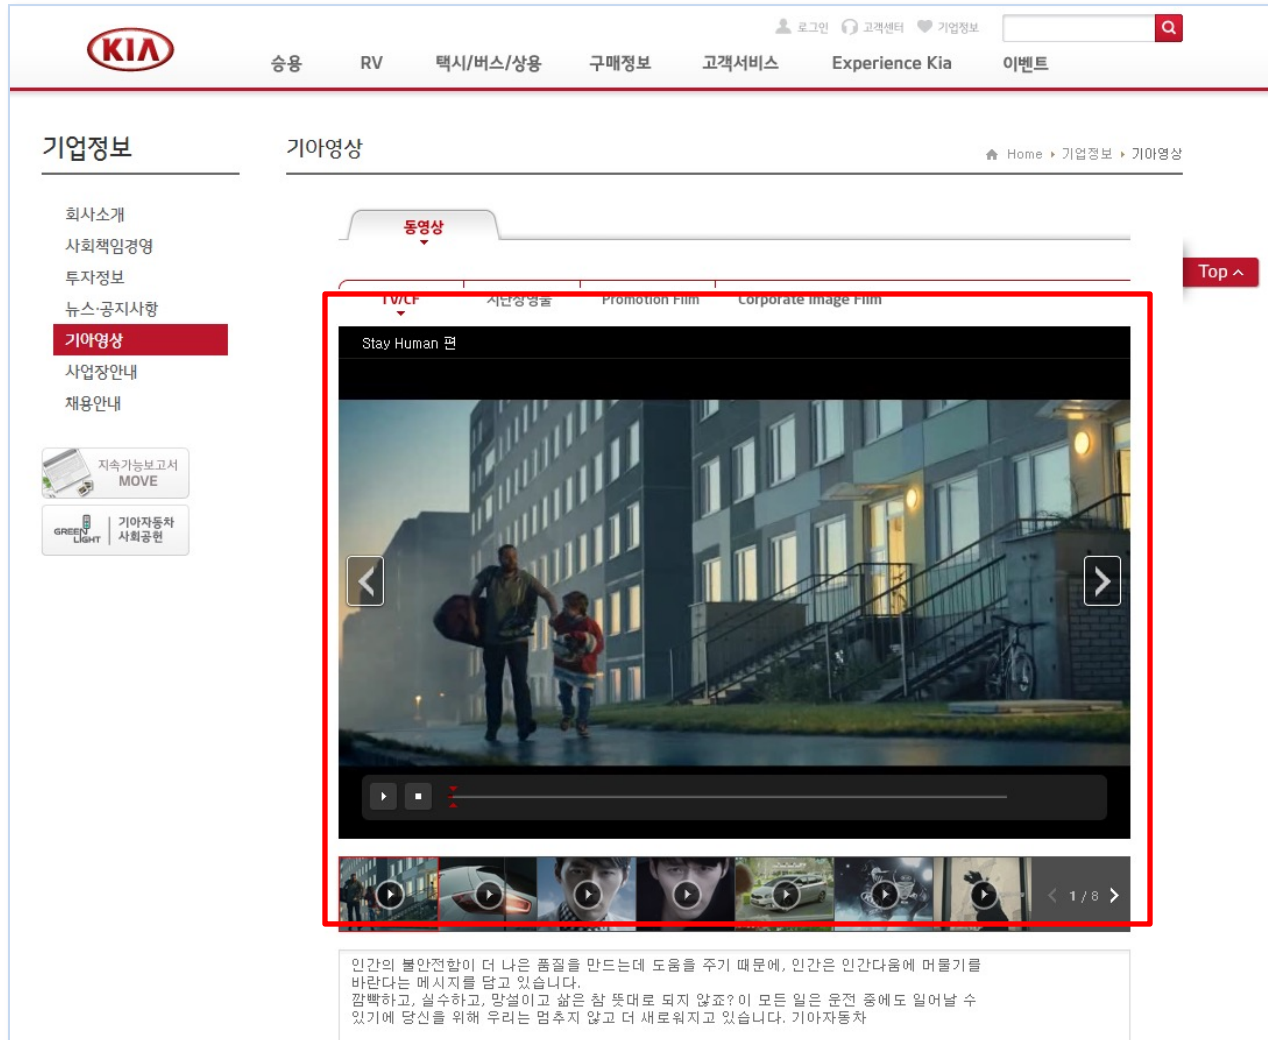 로그인 고객센터 기업정보
KIA
승용 RV 택시/버스/상용 구매정보 고객서비스 Experience Kia 이벤트
기업정보
회사소개
사회책임경영
투자정보
뉴스·공지사항
기아영상
사업장안내
채용안내
지속가능보고서
MOVE
GREEN LIGHT
기아자동차
사회공헌
기아영상
Home 기업정보 기아영상
동영상
Top
TV/CF 지난상영물 Promotion Film Corporate Image Film
Stay Human 편
1 / 8
인간의 불안전함이 더 나은 품질을 만드는데 도움을 주기 때문에, 인간은 인간다움에 머물기를
바란다는 메시지를 담고 있습니다.
깜빡하고, 실수하고, 망설이고 삶은 참 뜻대로 되지 않죠? 이 모든 일은 운전 중에도 일어날 수
있기에 당신을 위해 우리는 멈추지 않고 더 새로워지고 있습니다. 기아자동차